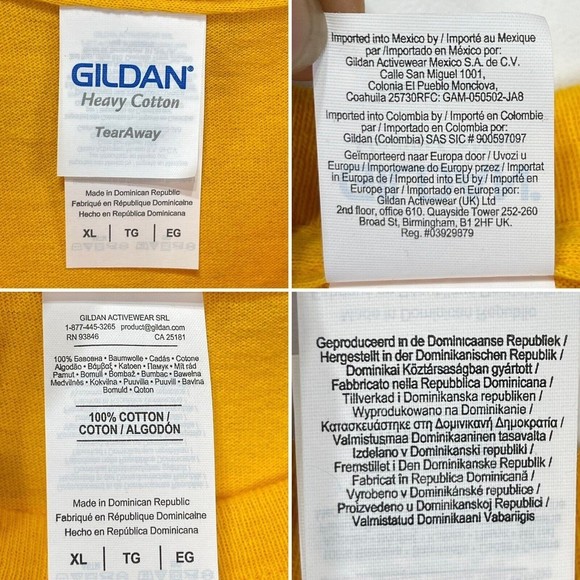 GILDAN®
Heavy Cotton
TearAway
Made in Dominican Republic
Fabriqué en République Dominicaine
Hecho en República Dominicana
XL | TG | EG
Imported into Mexico by / Importé au Mexique
par / Importado en México por:
Gildan Activewear Mexico S.A. de C.V.
Calle San Miguel 1001,
Colonia El Pueblo Monclova,
Coahuila 25730RFC: GAM-050502-JA8
Imported into Colombia by / Importé en Colombie
par / Importado en Colombia por:
Gildan (Colombia) SAS SIC # 900597097
Geïmporteerd naar Europa door / Uvozi u
Europu / Importowane do Europy przez / Importat
in Europa de / Imported into EU by / Importé en
Europe par / Importado en Europa por:
Gildan Activewear (UK) Ltd
2nd floor, office 610. Quayside Tower 252-260
Broad St, Birmingham, B1 2HF UK.
Reg. #03929879
GILDAN ACTIVEWEAR SRL
1-877-445-3265 product@gildan.com
RN 93846 CA 25181
100% Бавовна • Baumwolle • Cadás • Cotone
Algodão • Βάμβαξ • Katoen • Памук • Mit rád
Pamut • Bomull • Bombaž • Bumbac • Bawełna
Medvilnės • Kokvilna • Puuvilla • Puuvill • Bavlna
Bomuld • Qoton
100% COTTON /
COTON / ALGODÓN
Made in Dominican Republic
Fabriqué en République Dominicaine
Hecho en República Dominicana
XL | TG | EG
Geproduceerd in de Dominicaanse Republiek /
Hergestellt in der Dominikanischen Republik /
Dominikai Köztársaságban gyártott /
Fabbricato nella Repubblica Dominicana /
Tillverkad i Dominikanska republiken /
Wyprodukowano na Dominikanie /
Κατασκευάστηκε στη Δομινικανή Δημοκρατία /
Valmistusmaa Dominikaaninen tasavalta /
Izdelano v Dominikanski republiki /
Fremstillet i Den Dominikanske Republik /
Fabricat în Republica Dominicană /
Vyrobeno v Dominikánské republice /
Proizvedeno u Dominikanskoj Republici /
Valmistatud Dominikaani Vabariigis